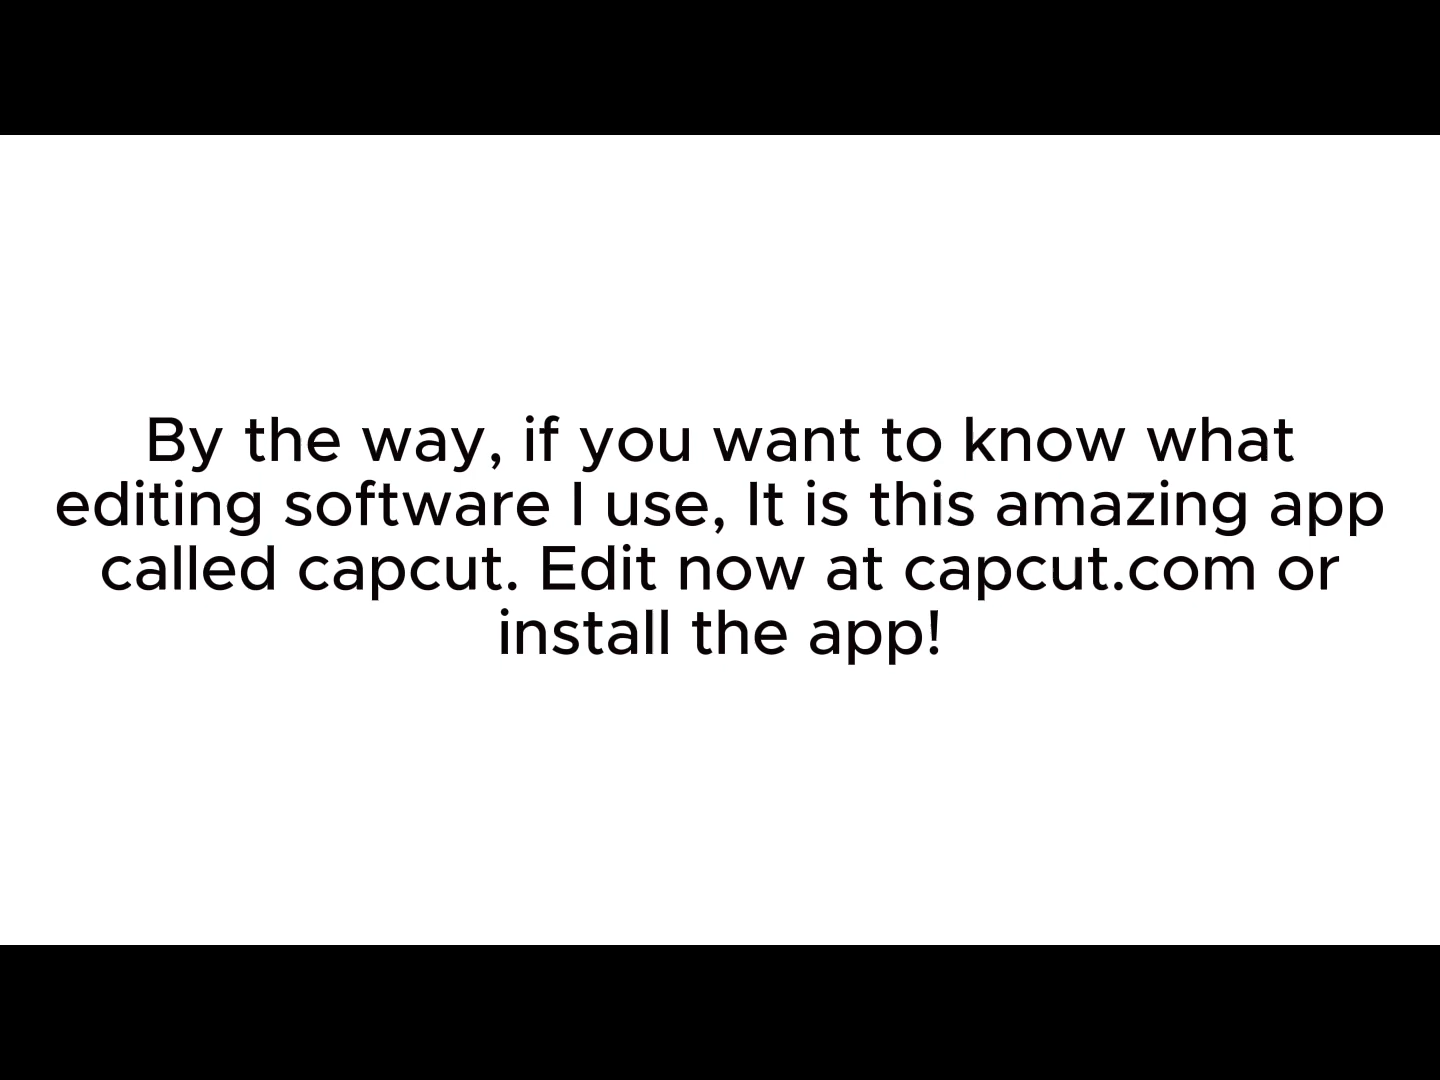 By the way, if you want to know what
editing software I use, It is this amazing app
called capcut. Edit now at capcut.com or
install the app!